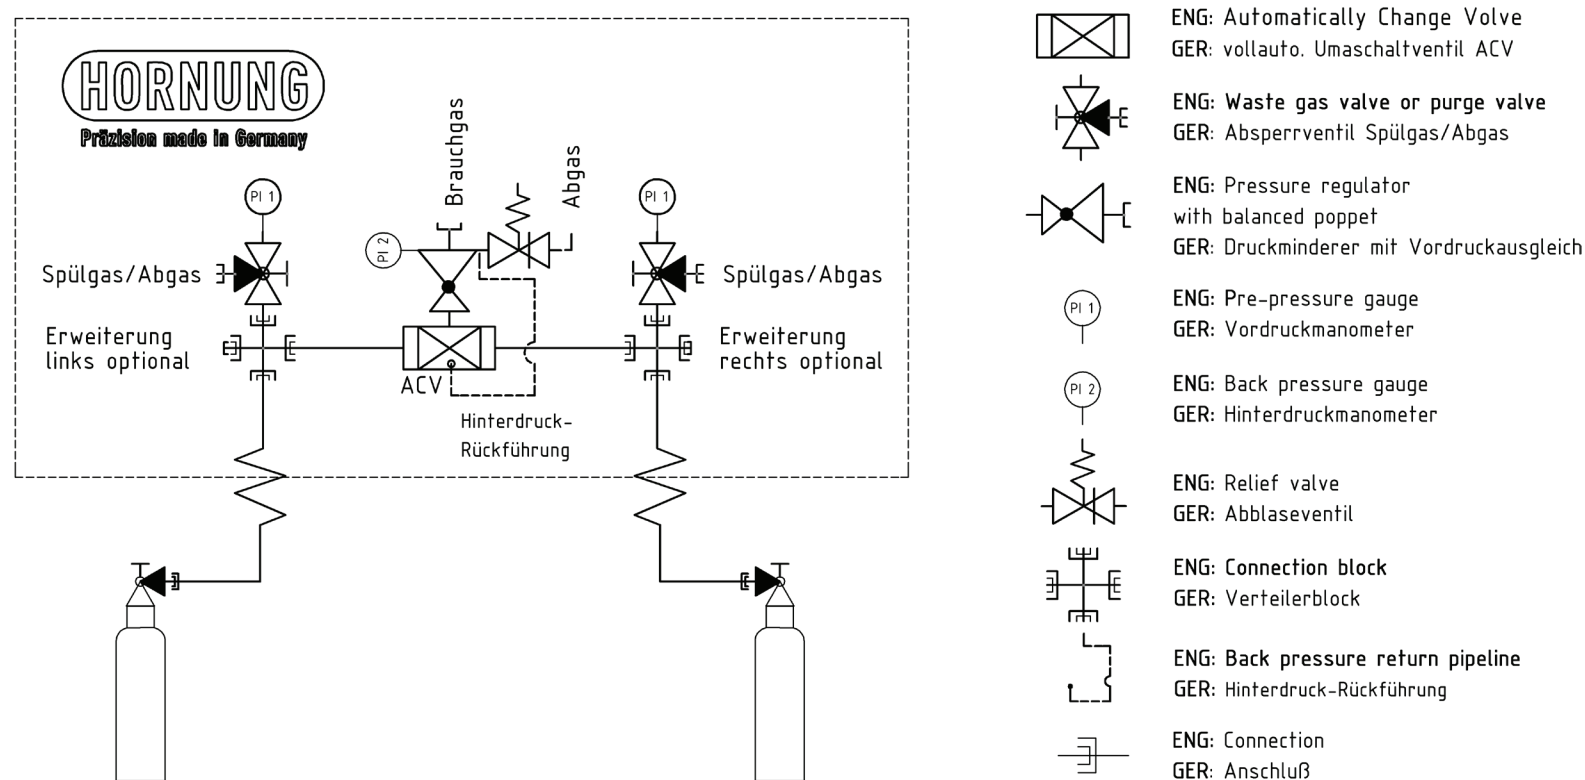 HORNUNG
Präzision made in Germany
Brauchgas
Abgas
PI 1
PI 2
PI 1
Spülgas/Abgas
Spülgas/Abgas
Erweiterung
links optional
Erweiterung
rechts optional
ACV
Hinterdruck-
Rückführung
ENG: Automatically Change Volve
GER: vollauto. Umaschaltventil ACV
ENG: Waste gas valve or purge valve
GER: Absperrventil Spülgas/Abgas
ENG: Pressure regulator
with balanced poppet
GER: Druckminderer mit Vordruckausgleich
PI 1
ENG: Pre-pressure gauge
GER: Vordruckmanometer
PI 2
ENG: Back pressure gauge
GER: Hinterdruckmanometer
ENG: Relief valve
GER: Abblaseventil
ENG: Connection block
GER: Verteilerblock
ENG: Back pressure return pipeline
GER: Hinterdruck-Rückführung
ENG: Connection
GER: Anschluß